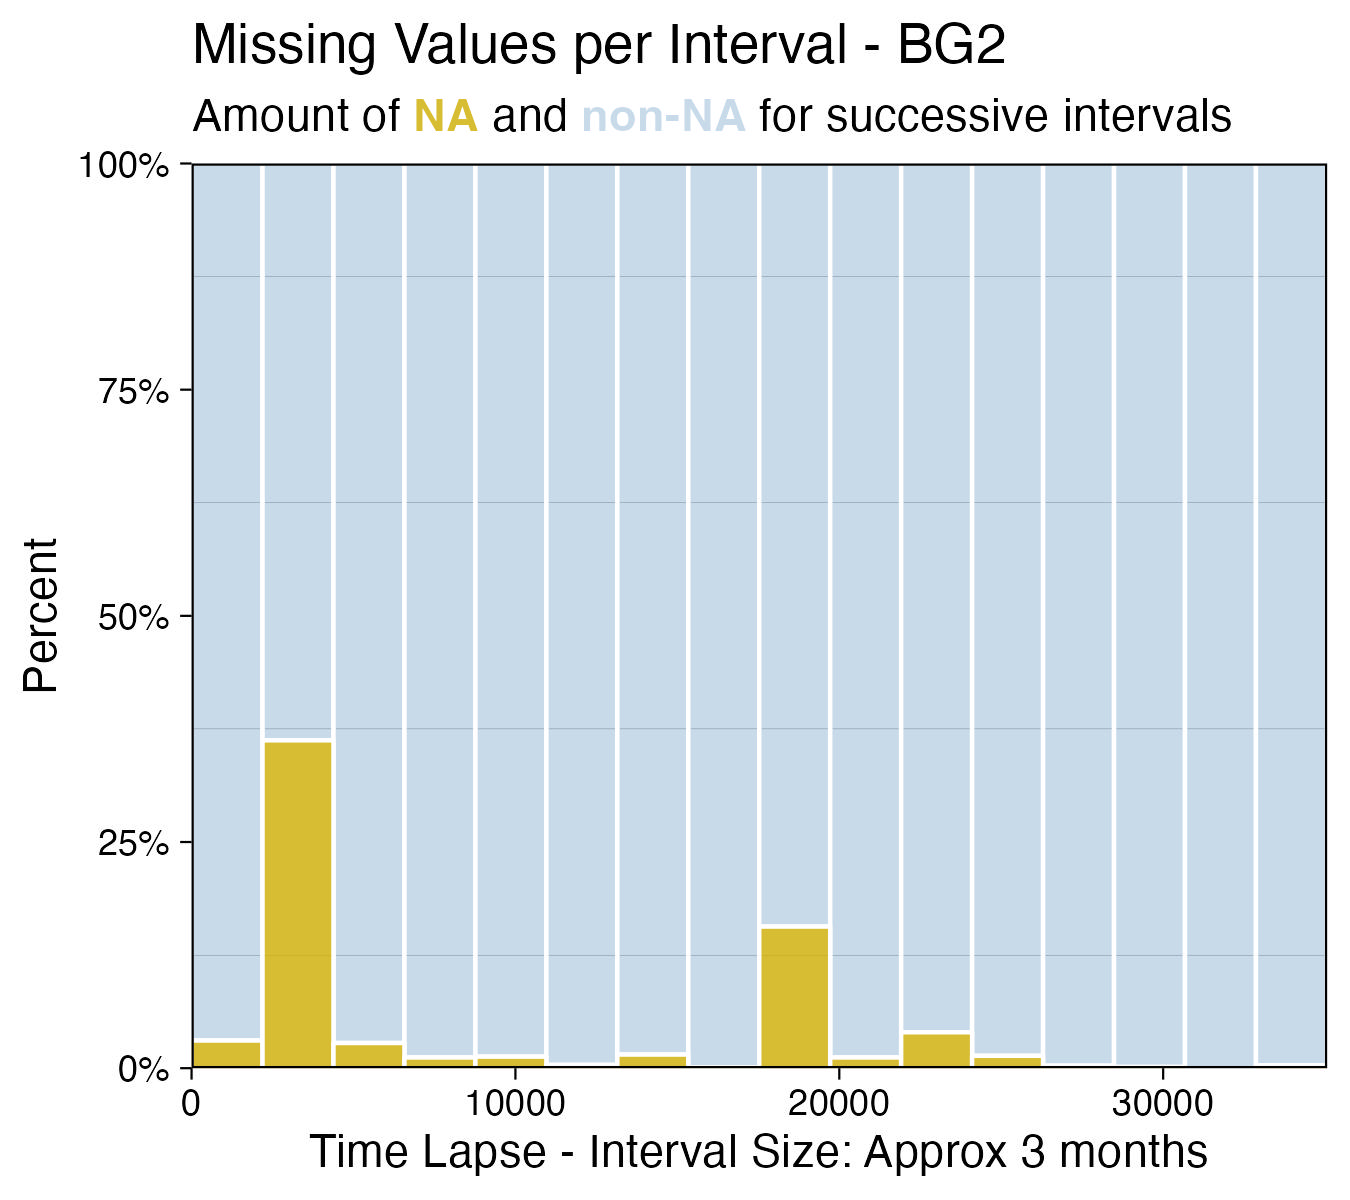 Missing Values per Interval - BG2
Amount of NA and non-NA for successive intervals
100%
75%
50%
25%
0%
Percent
0 10000 20000 30000
Time Lapse - Interval Size: Approx 3 months